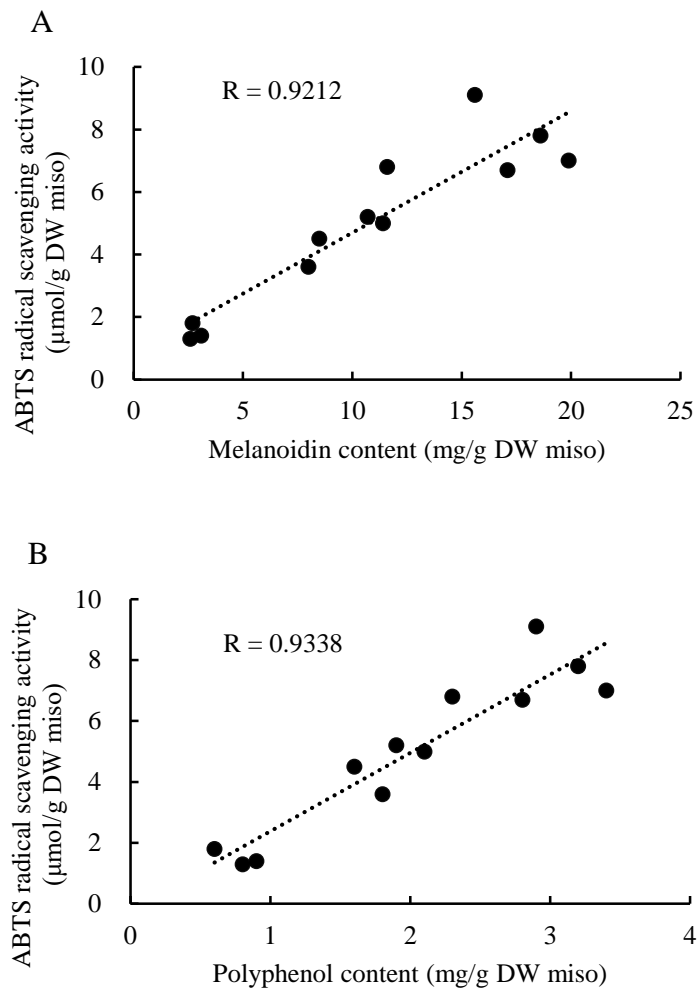 A
ABTS radical scavenging activity
(μmol/g DW miso)
10
8
6
4
2
0
R = 0.9212
0 5 10 15 20 25
Melanoidin content (mg/g DW miso)
B
ABTS radical scavenging activity
(μmol/g DW miso)
10
8
6
4
2
0
R = 0.9338
0 1 2 3 4
Polyphenol content (mg/g DW miso)